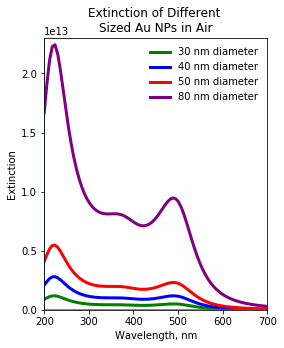 Extinction of Different
Sized Au NPs in Air
1e13
30 nm diameter
40 nm diameter
50 nm diameter
80 nm diameter
2.0
1.5
1.0
0.5
0.0
Extinction
200 300 400 500 600 700
Wavelength, nm